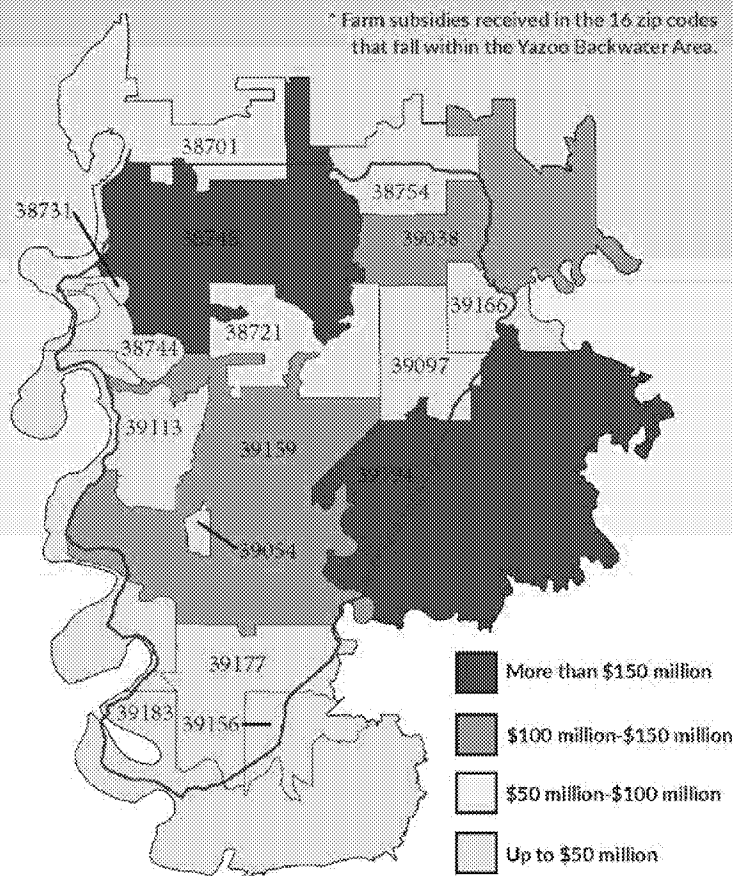 * Farm subsidies received in the 16 zip codes
that fall within the Yazoo Backwater Area.
38701
38754
38731
39038
39166
38721
38744
39097
39113
39159
39054
39177
39183
39156
More than $150 million
$100 million-$150 million
$50 million-$100 million
Up to $50 million